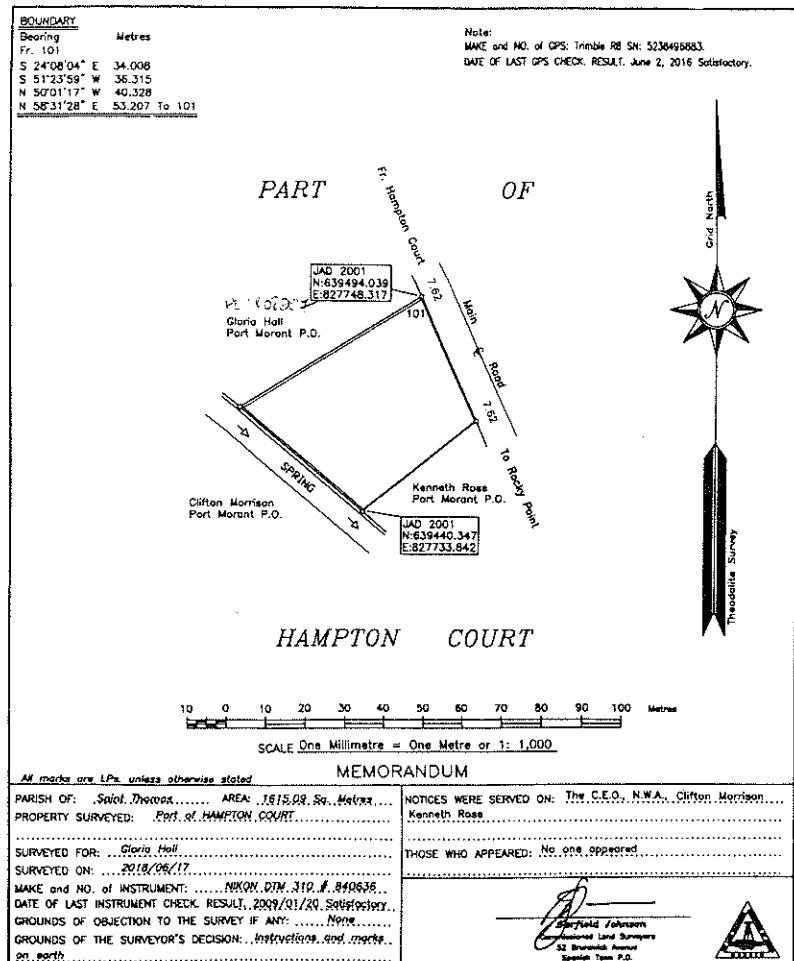 BOUNDARY
Bearing Metres
Fr. 101
S 24°08'04" E 34.008
S 51°23'59" W 36.315
N 50°01'17" W 40.328
N 58°31'28" E 53.207 To 101
Note:
MAKE and NO. of GPS: Trimble R8 SN: 5238496883.
DATE OF LAST GPS CHECK. RESULT. June 2, 2016 Satisfactory.
PART OF
Fr. Hampton Court
7.62
Main Road
7.62
To Rocky Point
JAD 2001
N:639494.039
E:827748.317
101
Gloria Hall
Port Morant P.O.
SPRING
Clifton Morrison
Port Morant P.O.
Kenneth Ross
Port Morant P.O.
JAD 2001
N:639440.347
E:827733.642
Grid North
N
Theodolite Survey
HAMPTON COURT
10 0 10 20 30 40 50 60 70 80 90 100 Metres
SCALE One Millimetre = One Metre or 1: 1,000
All marks are I.Ps. unless otherwise stated
MEMORANDUM
PARISH OF: Saint Thomas AREA: 1615.09 Sq. Metres
PROPERTY SURVEYED: Part of HAMPTON COURT
SURVEYED FOR: Gloria Hall
SURVEYED ON: 2016/06/17
MAKE and NO. of INSTRUMENT: NIKON DTM 310 # 840636
DATE OF LAST INSTRUMENT CHECK. RESULT. 2009/01/20 Satisfactory
GROUNDS OF OBJECTION TO THE SURVEY IF ANY: None
GROUNDS OF THE SURVEYOR'S DECISION: Instructions and marks
on earth
NOTICES WERE SERVED ON: The C.E.O., N.W.A., Clifton Morrison
Kenneth Ross
THOSE WHO APPEARED: No one appeared
Barfield Johnson
Commissioned Land Surveyors
52 Brunswick Avenue
Spanish Town P.O.